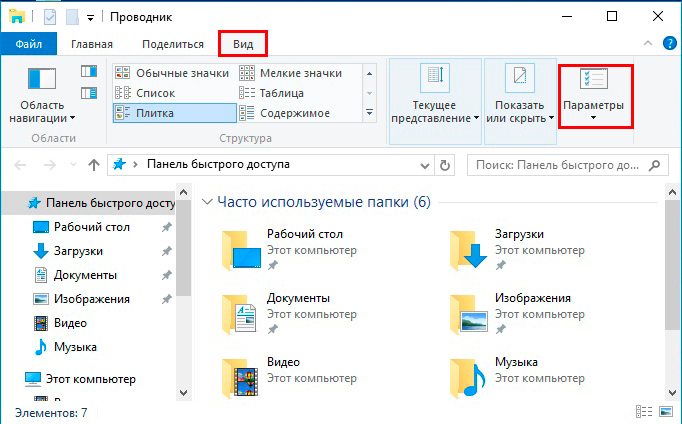 Проводник
Файл Главная Поделиться Вид
Область навигации
Обычные значки
Список
Плитка
Мелкие значки
Таблица
Содержимое
Текущее представление
Показать или скрыть
Параметры
Области
Структура
Панель быстрого доступа
Поиск: Панель быстрого до...
Панель быстрого досту
Рабочий стол
Загрузки
Документы
Изображения
Видео
Музыка
Этот компьютер
Часто используемые папки (6)
Рабочий стол
Этот компьютер
Загрузки
Этот компьютер
Документы
Этот компьютер
Изображения
Этот компьютер
Видео
Этот компьютер
Музыка
Этот компьютер
Элементов: 7